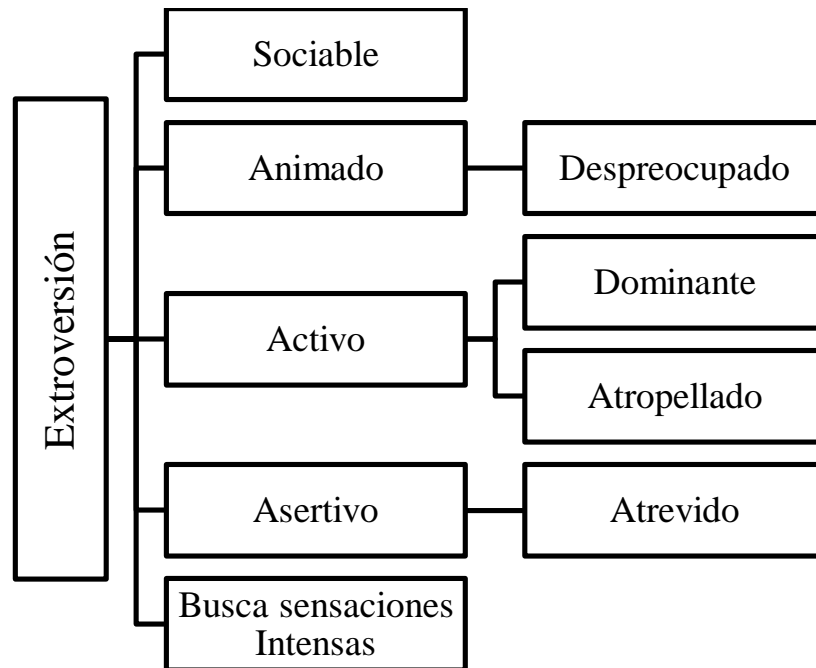 Extroversión
Sociable
Animado
Despreocupado
Activo
Dominante
Atropellado
Asertivo
Atrevido
Busca sensaciones
Intensas